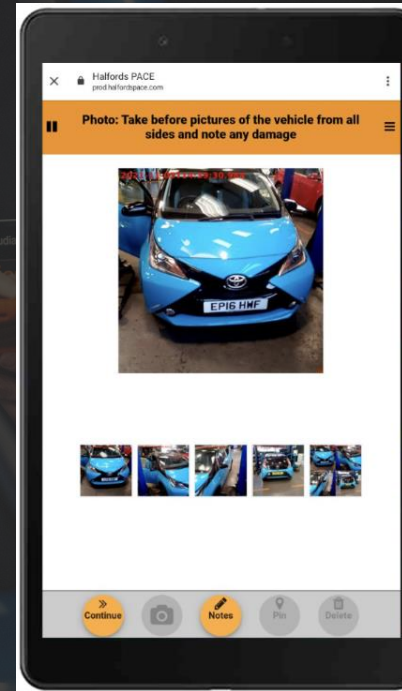 Halfords PACE
prod.halfordspace.com
Photo: Take before pictures of the vehicle from all
sides and note any damage
EP16 HWF
Continue
Notes
Pin
Delete